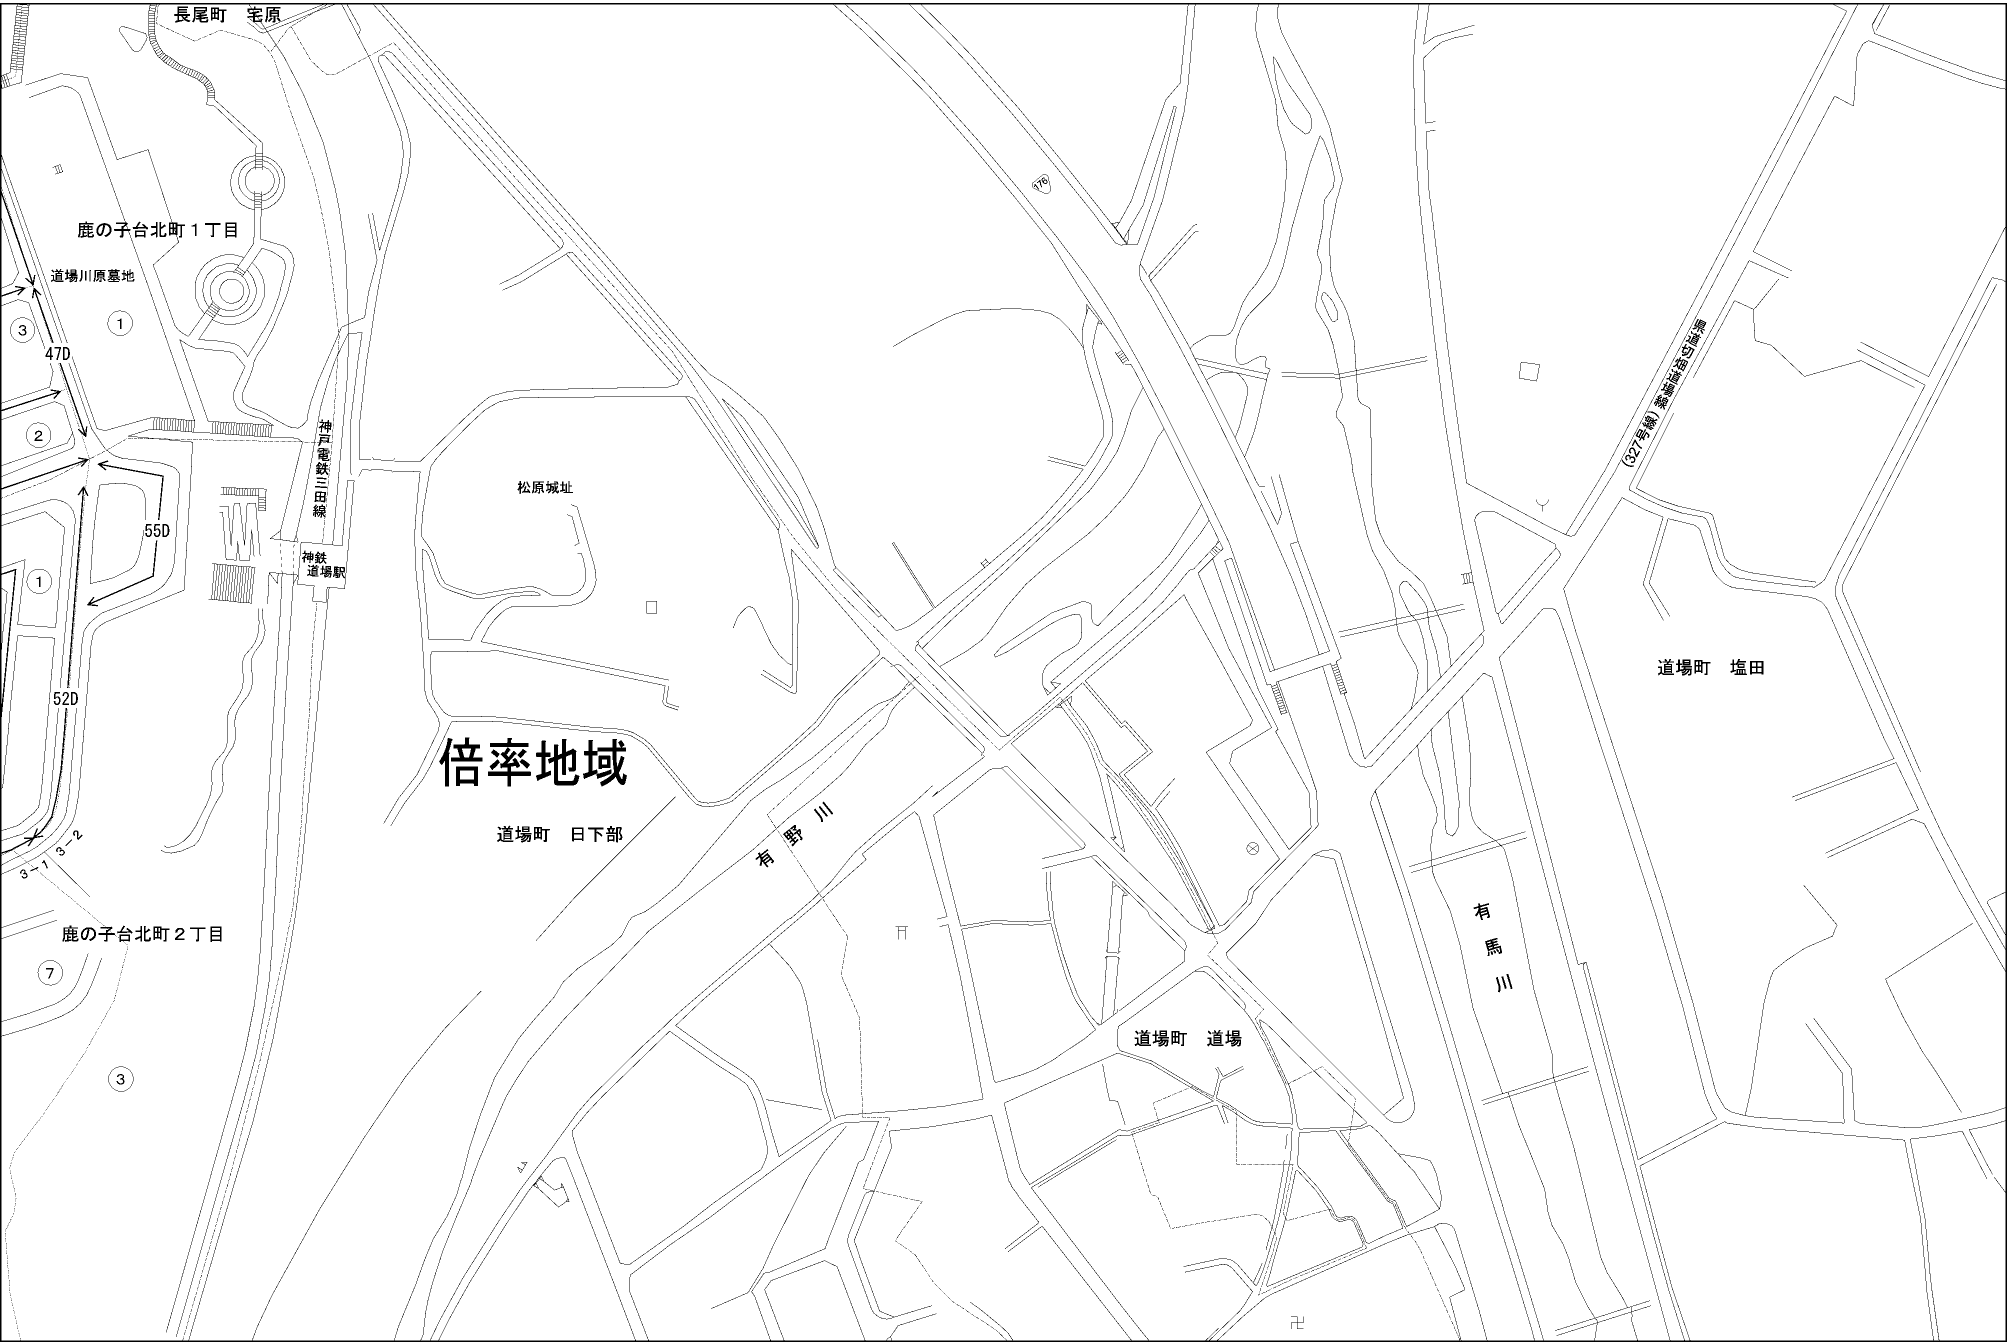 長尾町　宅原
176
鹿の子台北町１丁目
道場川原墓地
1
3
47D
県道切畑道場線
(327号線)
2
神戸電鉄三田線
松原城址
55D
神鉄
道場駅
1
52D
道場町　塩田
倍率地域
道場町　日下部
有野川
3－1
3－2
鹿の子台北町２丁目
7
有馬川
道場町　道場
3